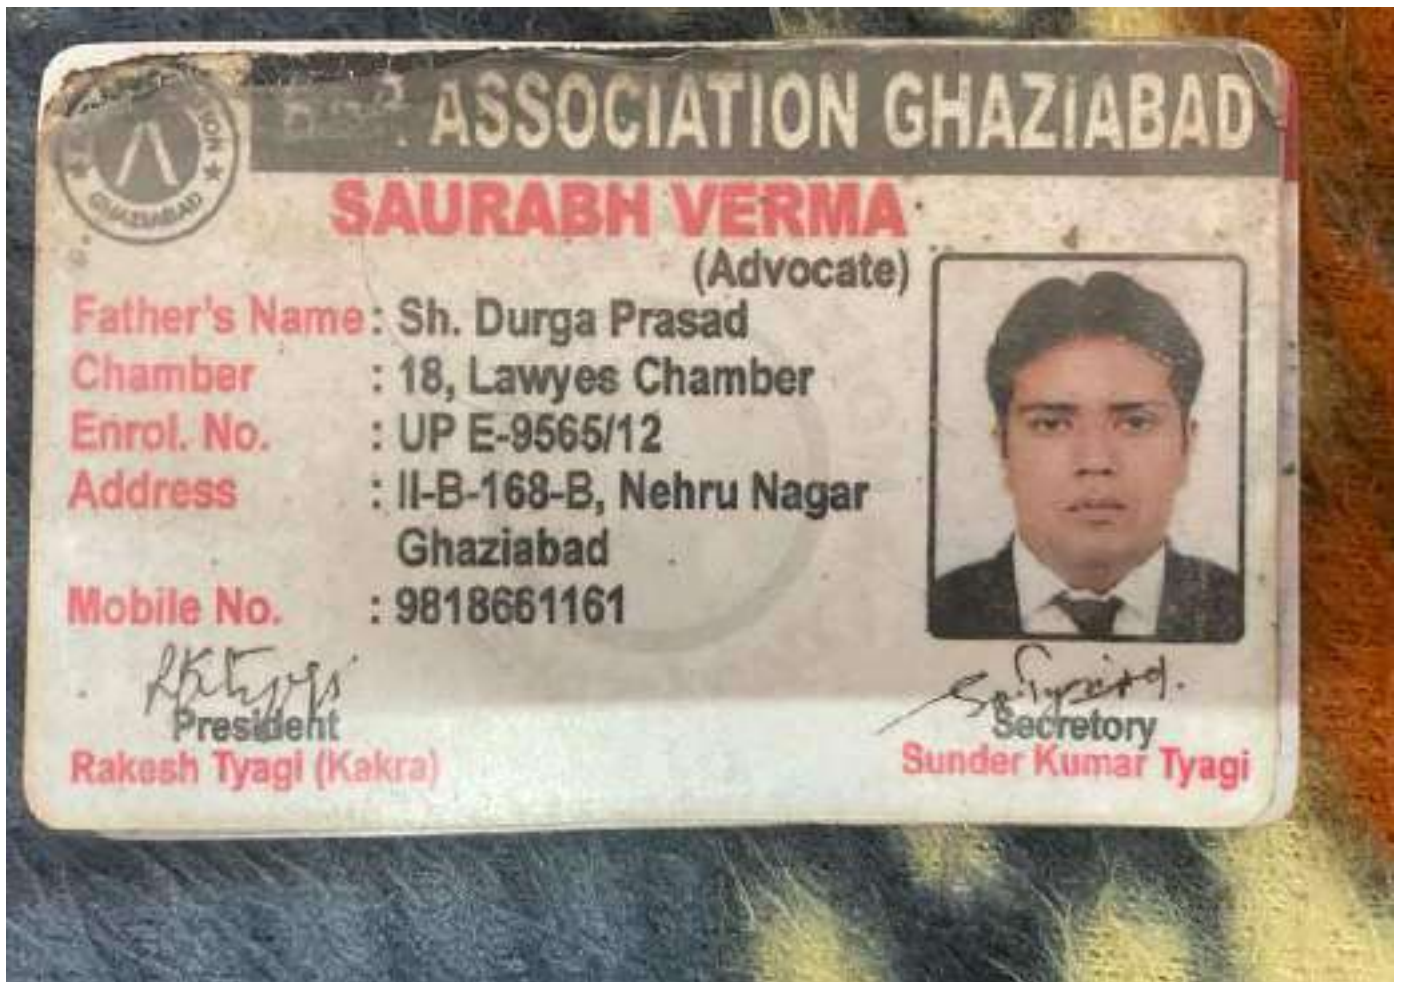 ASSOCIATION GHAZIABAD
GHAZIABAD
SAURABH VERMA
(Advocate)
Father's Name : Sh. Durga Prasad
Chamber : 18, Lawyes Chamber
Enrol. No. : UP E-9565/12
Address : II-B-168-B, Nehru Nagar
Ghaziabad
Mobile No. : 9818661161
President
Rakesh Tyagi (Kakra)
Secretory
Sunder Kumar Tyagi